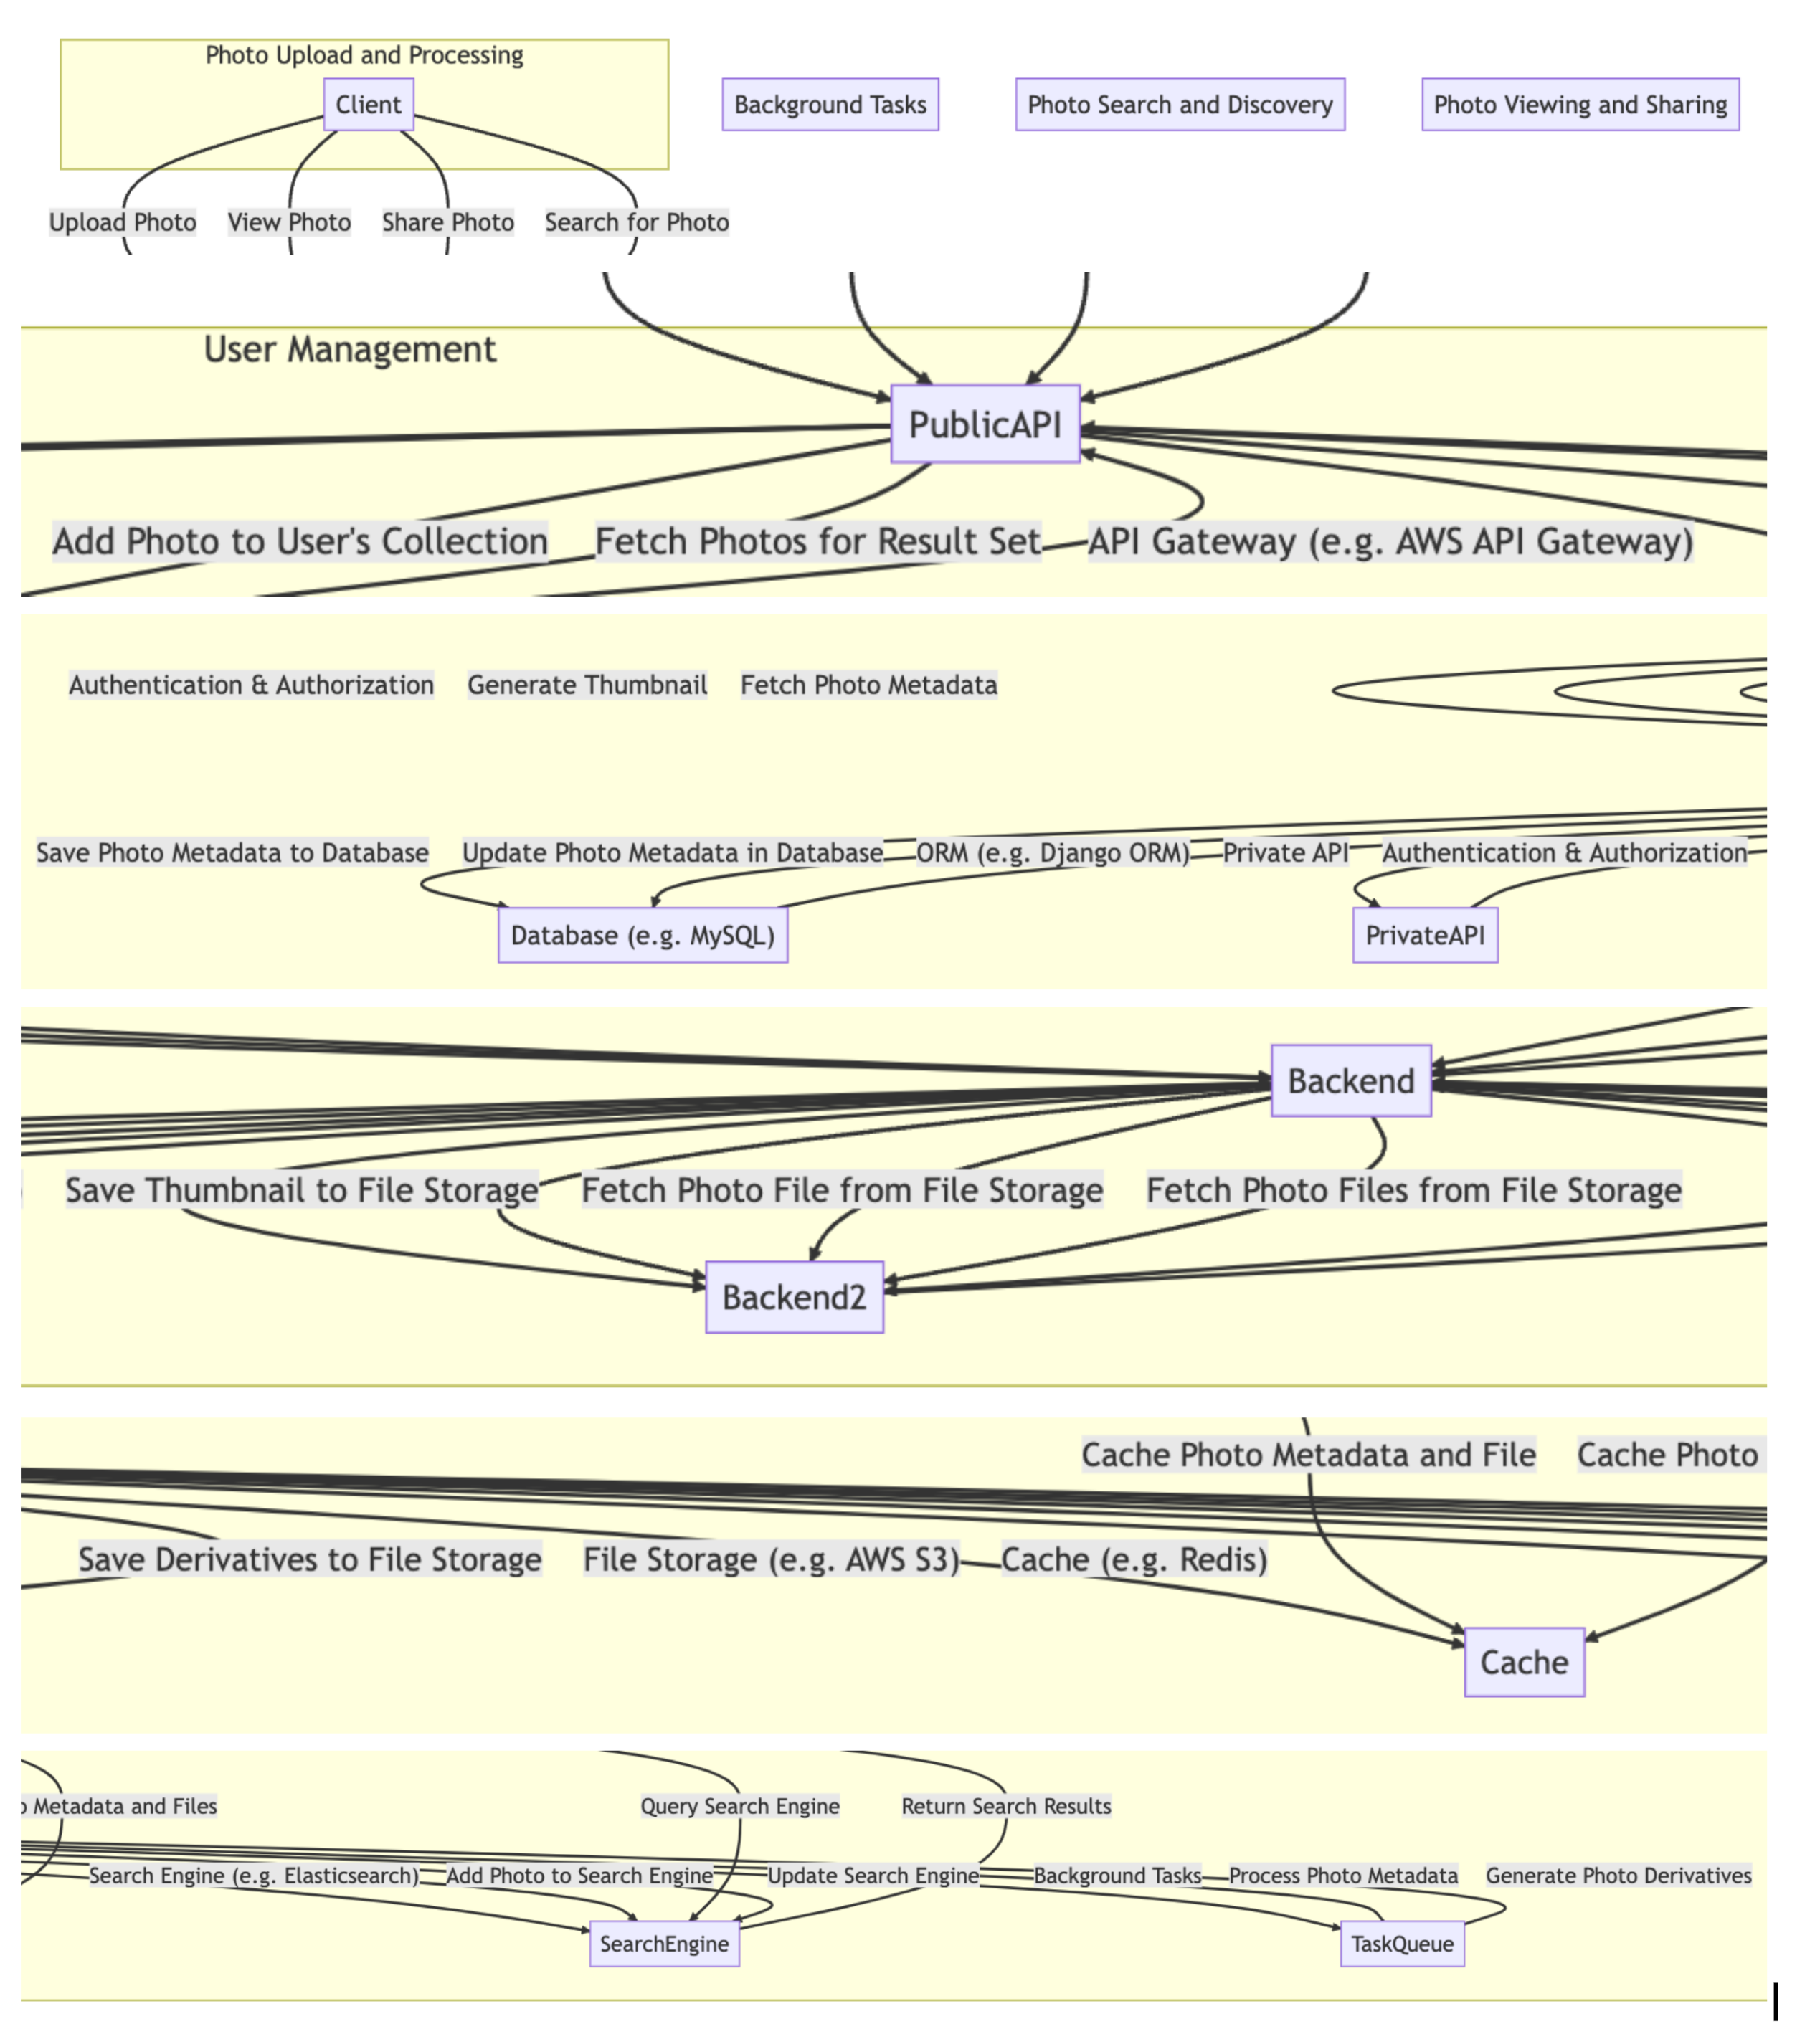 Photo Upload and Processing
Client
Background Tasks
Photo Search and Discovery
Photo Viewing and Sharing
Upload Photo
View Photo
Share Photo
Search for Photo
User Management
PublicAPI
Add Photo to User's Collection
Fetch Photos for Result Set
API Gateway (e.g. AWS API Gateway)
Authentication & Authorization
Generate Thumbnail
Fetch Photo Metadata
Save Photo Metadata to Database
Update Photo Metadata in Database
ORM (e.g. Django ORM)
Private API
Authentication & Authorization
Database (e.g. MySQL)
PrivateAPI
Backend
Save Thumbnail to File Storage
Fetch Photo File from File Storage
Fetch Photo Files from File Storage
Backend2
Cache Photo Metadata and File
Cache Photo
Save Derivatives to File Storage
File Storage (e.g. AWS S3)
Cache (e.g. Redis)
Cache
o Metadata and Files
Query Search Engine
Return Search Results
Search Engine (e.g. Elasticsearch)
Add Photo to Search Engine
Update Search Engine
Background Tasks
Process Photo Metadata
Generate Photo Derivatives
SearchEngine
TaskQueue